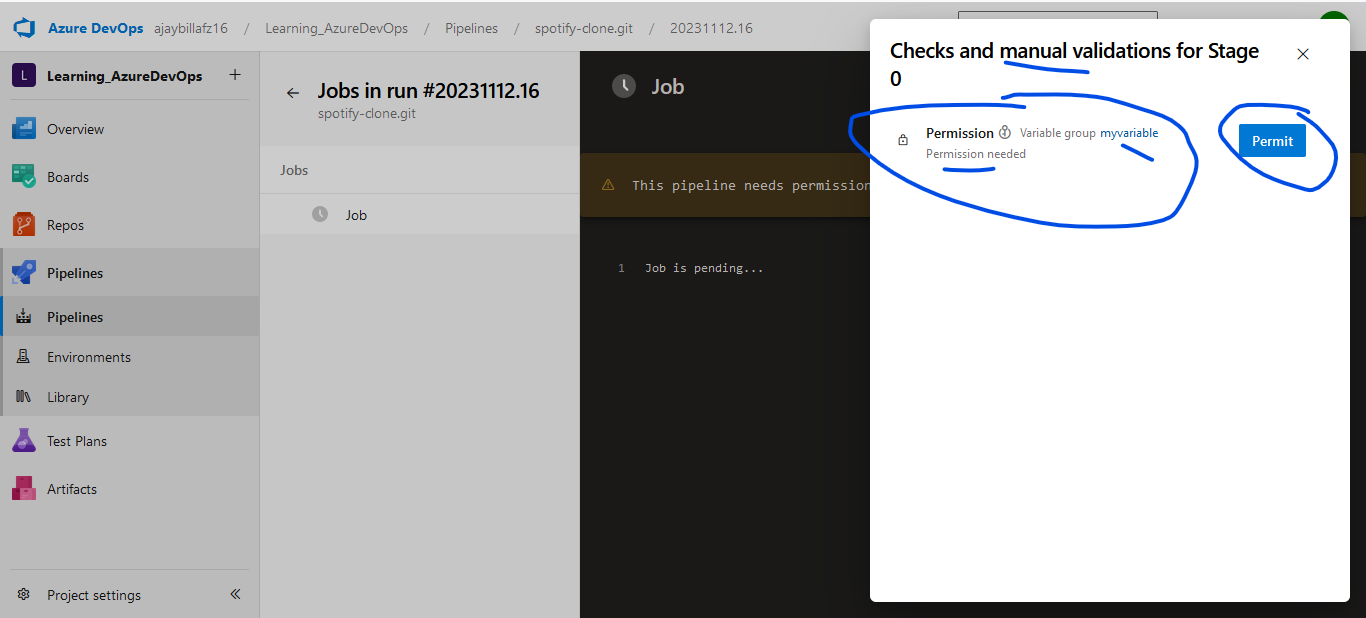 Azure DevOps ajaybillafz16 / Learning_AzureDevOps / Pipelines / spotify-clone.git / 20231112.16
L Learning_AzureDevOps +
Overview
Boards
Repos
Pipelines
Pipelines
Environments
Library
Test Plans
Artifacts
Project settings
Jobs in run #20231112.16
spotify-clone.git
Jobs
Job
Job
This pipeline needs permission
1 Job is pending...
Checks and manual validations for Stage
0
Permission Variable group myvariable
Permission needed
Permit